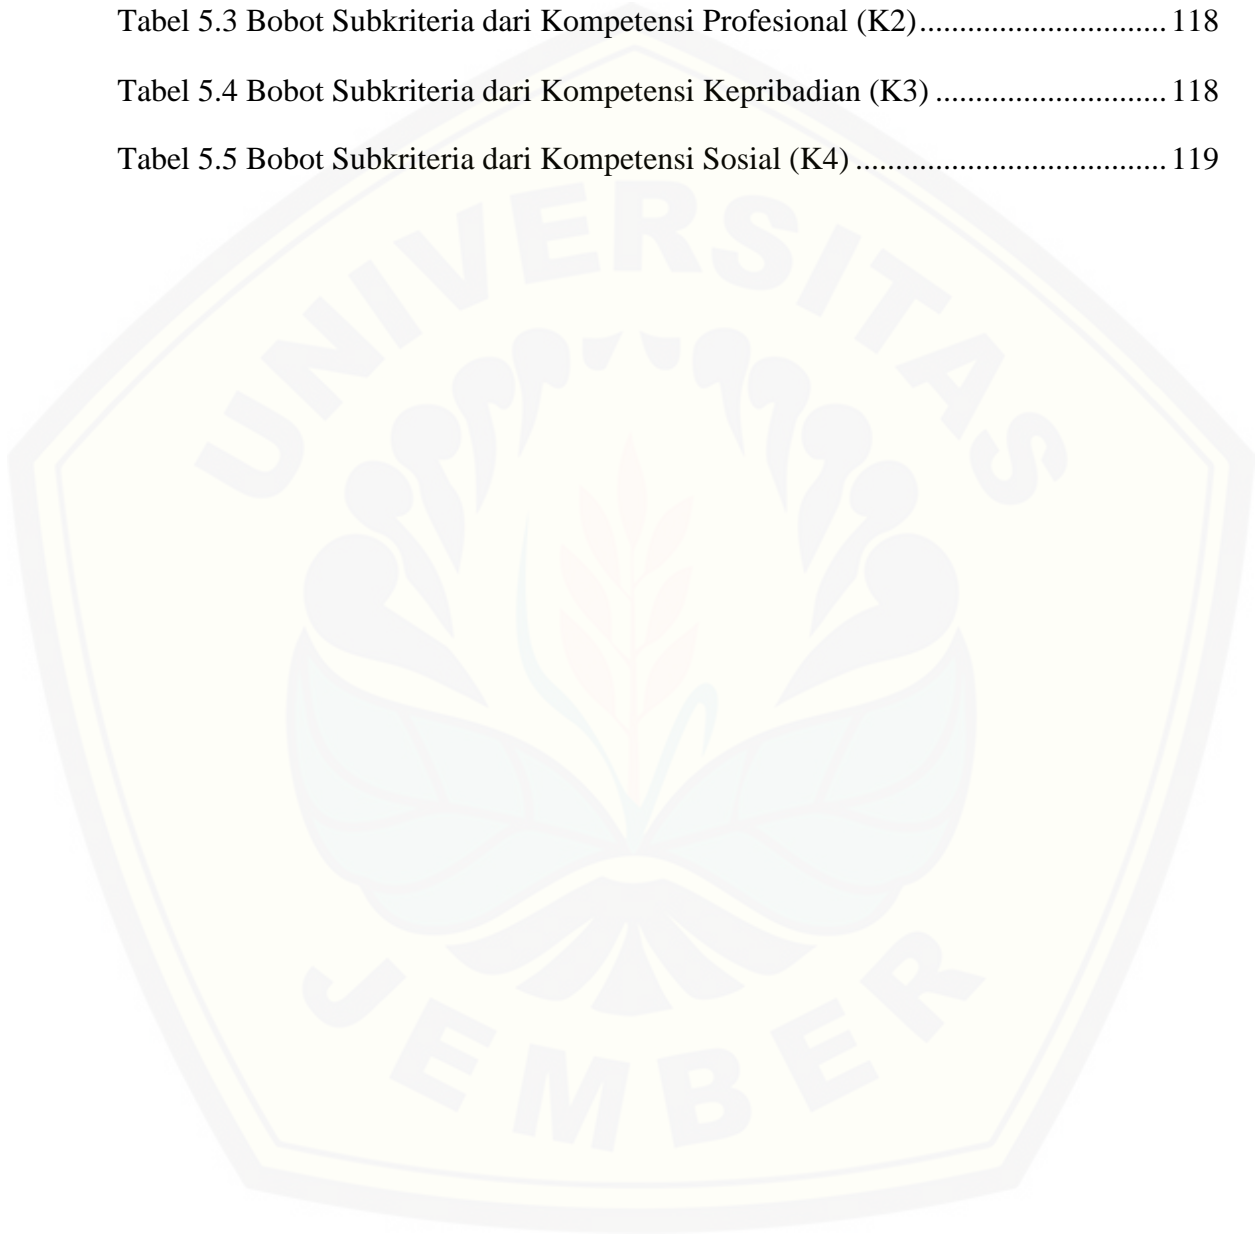 Tabel 5.3 Bobot Subkriteria dari Kompetensi Profesional (K2)............................... 118
Tabel 5.4 Bobot Subkriteria dari Kompetensi Kepribadian (K3) ............................. 118
Tabel 5.5 Bobot Subkriteria dari Kompetensi Sosial (K4) ....................................... 119
UNIVERSITAS
JEMBER